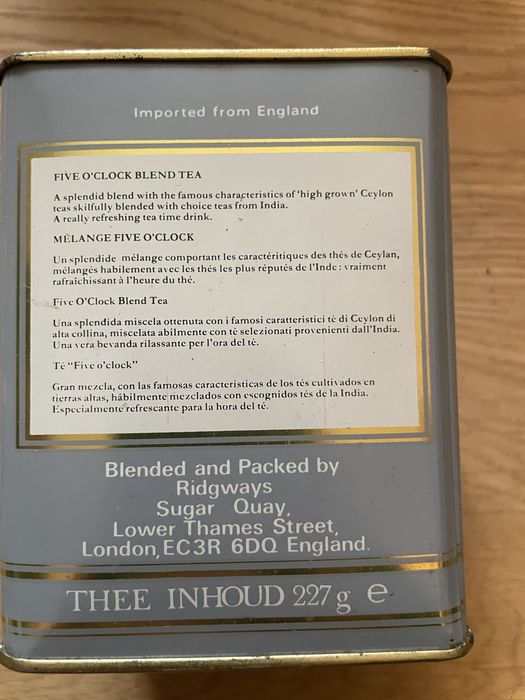 Imported from England
FIVE O'CLOCK BLEND TEA
A splendid blend with the famous characteristics of 'high grown' Ceylon
teas skilfully blended with choice teas from India.
A really refreshing tea time drink.
MÉLANGE FIVE O'CLOCK
Un splendide mélange comportant les caractéritiques des thés de Ceylan,
mélangés habilement avec les thés les plus réputés de l'Inde : vraiment
rafraichissant à l'heure du thé.
Five O'Clock Blend Tea
Una splendida miscela ottenuta con i famosi caratteristici tè di Ceylon di
alta collina, miscelata abilmente con tè selezionati provenienti dall'India.
Una vera bevanda rilassante per l'ora del tè.
Té "Five o'clock"
Gran mezcla, con las famosas caracteristicas de los tés cultivados en
tierras altas, hábilmente mezclados con escognidos tés de la India.
Especialmente refrescante para la hora del té.
Blended and Packed by
Ridgways
Sugar Quay,
Lower Thames Street,
London, EC3R 6DQ England.
THEE INHOUD 227 g ℮